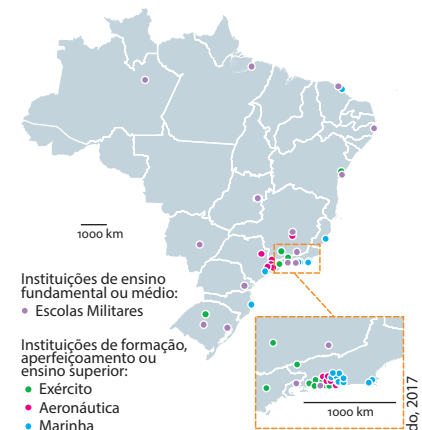 1000 km
Instituições de ensino
fundamental ou médio:
Escolas Militares
Instituições de formação,
aperfeiçoamento ou
ensino superior:
Exército
Aeronáutica
Marinha
1000 km
do, 2017